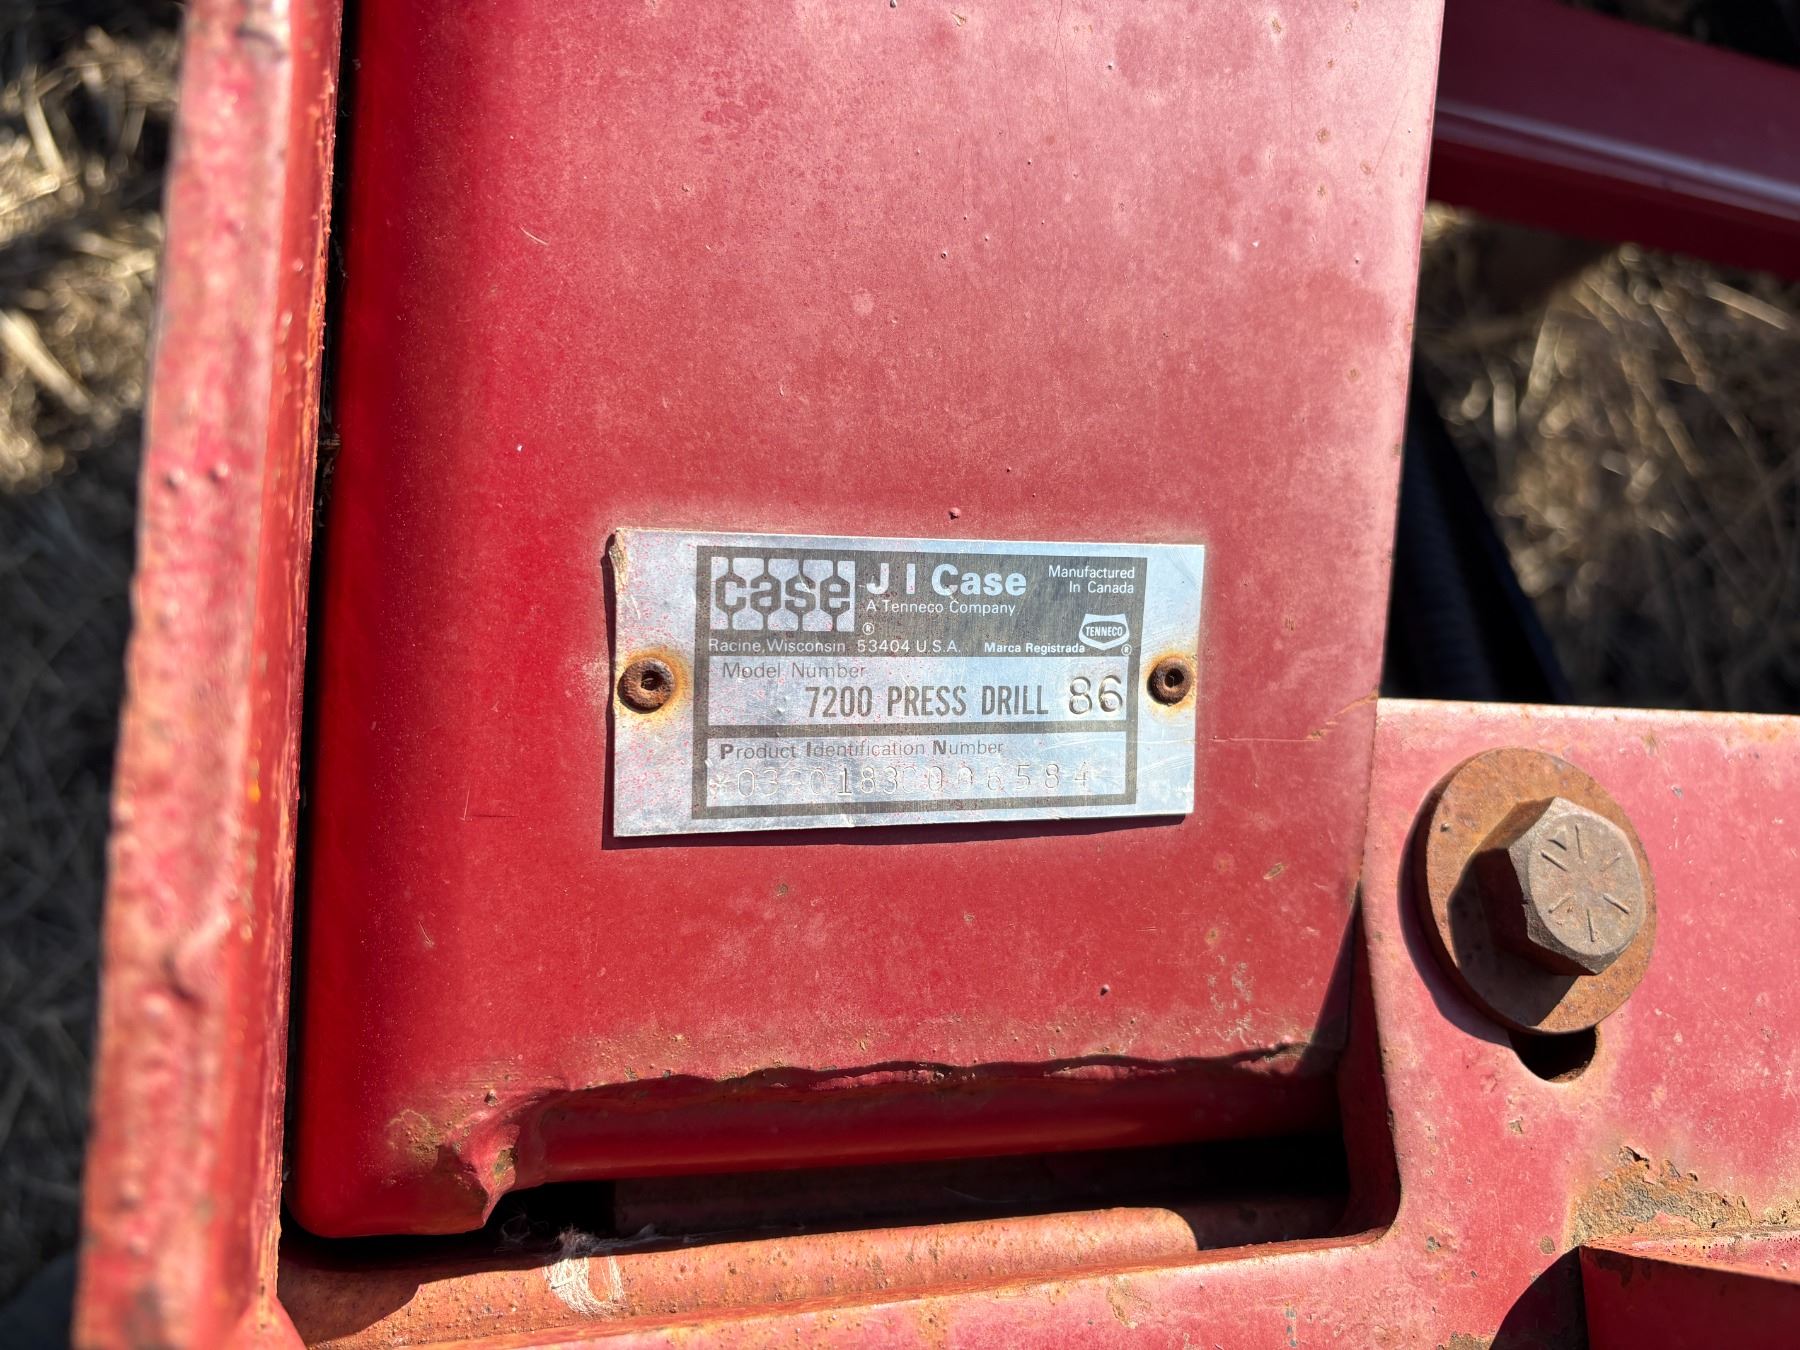 case
J I Case
A Tenneco Company
Manufactured
In Canada
®
TENNECO
®
Racine, Wisconsin 53404 U.S.A. Marca Registrada
Model Number
7200 PRESS DRILL 86
Product Identification Number